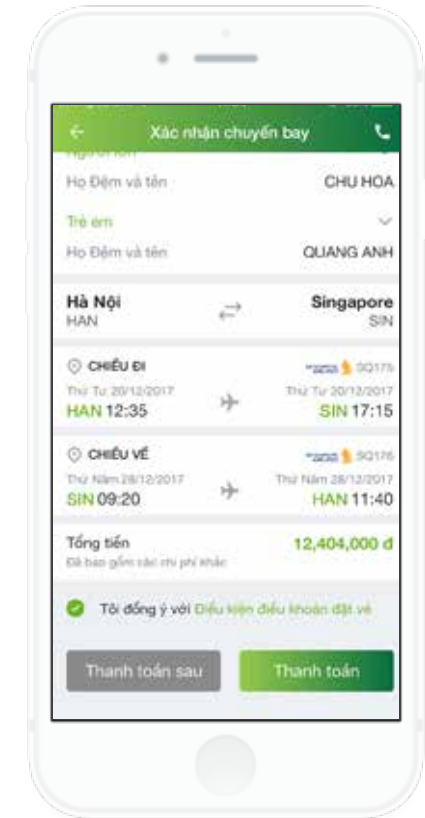 Xác nhận chuyến bay
Người lớn
Họ Đệm và tên CHU HOA
Trẻ em
Họ Đệm và tên QUANG ANH
Hà Nội Singapore
HAN SIN
CHIỀU ĐI SQ175
Thứ Tư 20/12/2017 Thứ Tư 20/12/2017
HAN 12:35 SIN 17:15
CHIỀU VỀ SQ176
Thứ Năm 28/12/2017 Thứ Năm 28/12/2017
SIN 09:20 HAN 11:40
Tổng tiền 12,404,000 đ
Đã bao gồm các chi phí khác
Tôi đồng ý với Điều kiện điều khoản đặt vé
Thanh toán sau Thanh toán